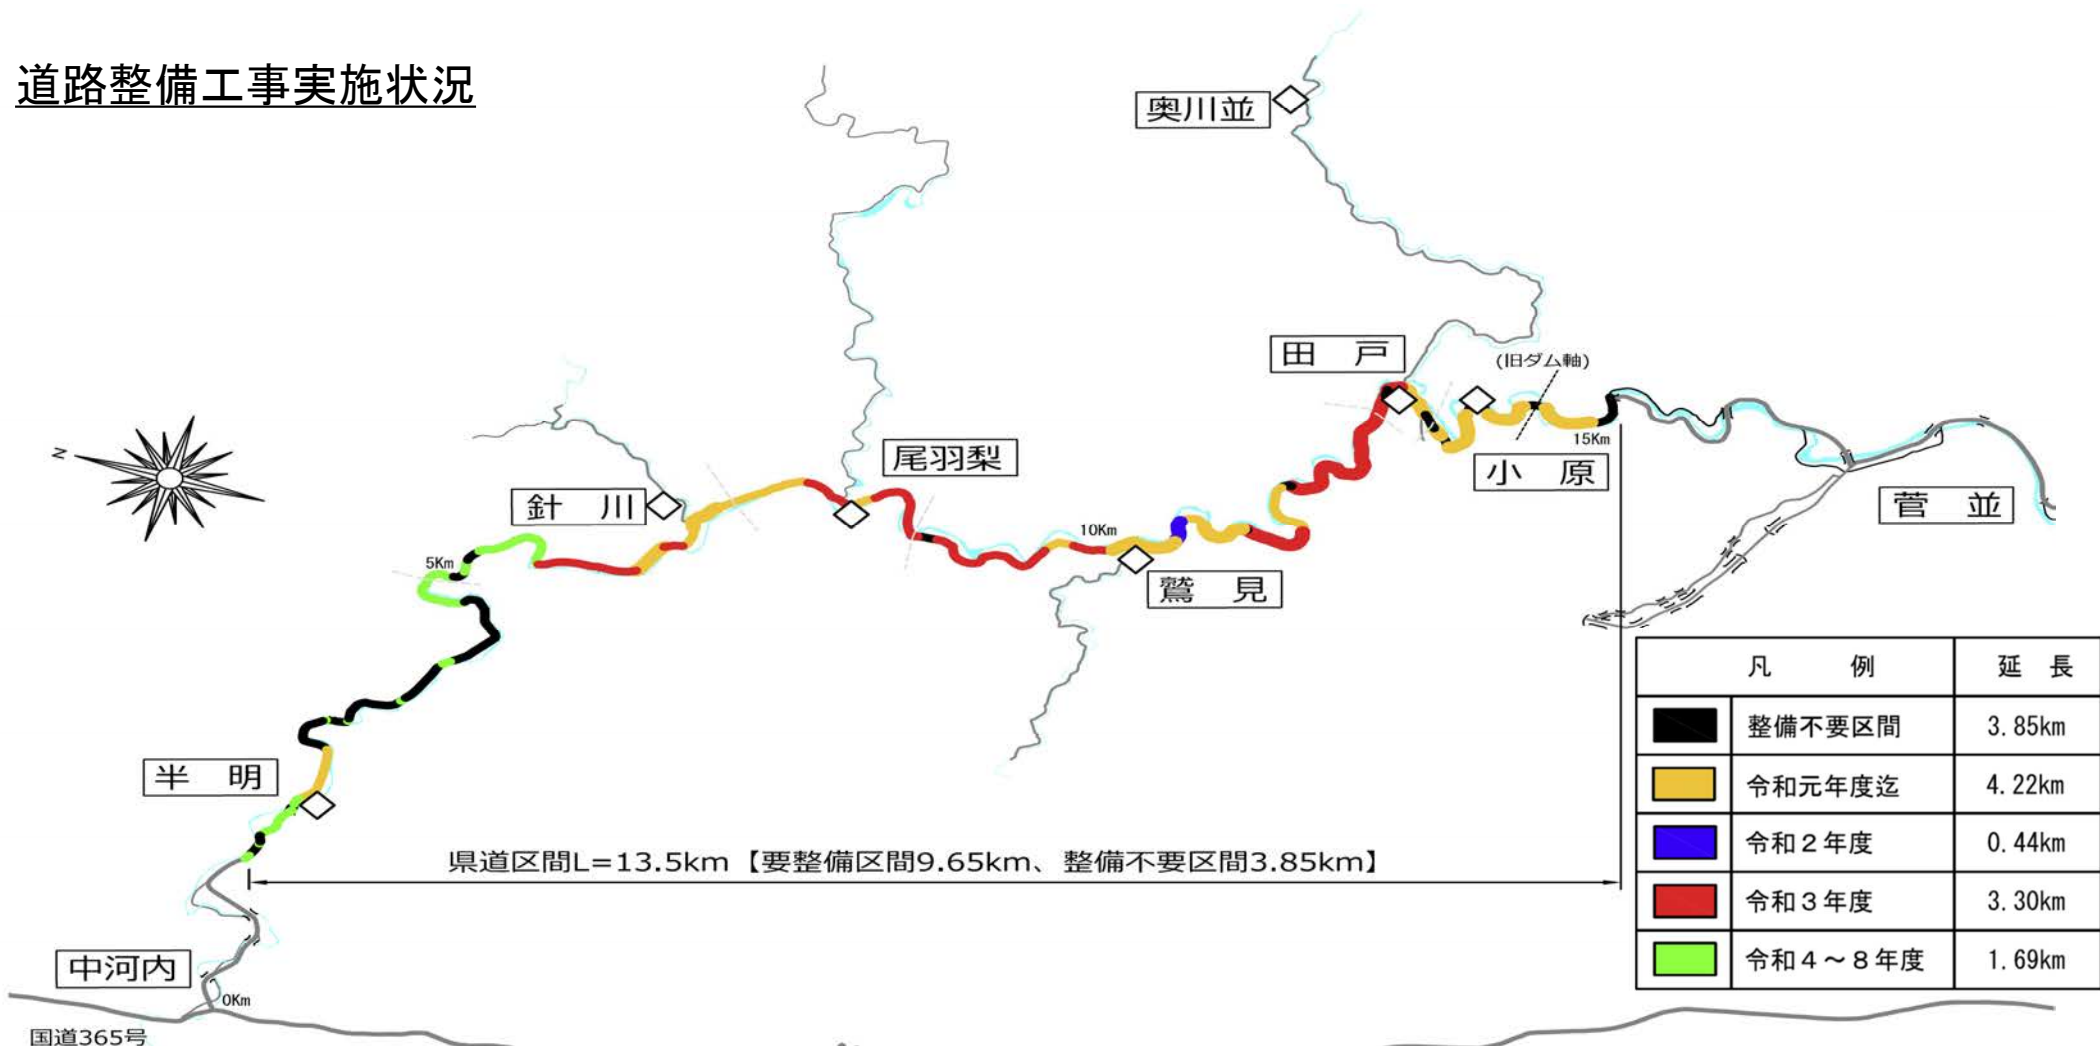 道路整備工事実施状況
奥川並
田　戸
(旧ダム軸)
尾羽梨
15Km
小　原
針　川
菅　並
N
10Km
5Km
鷲　見
凡　例　延　長
整備不要区間　3.85km
半　明
令和元年度迄　4.22km
令和２年度　0.44km
県道区間L=13.5km【要整備区間9.65km、整備不要区間3.85km】
令和３年度　3.30km
令和４～８年度　1.69km
中河内
0Km
国道365号